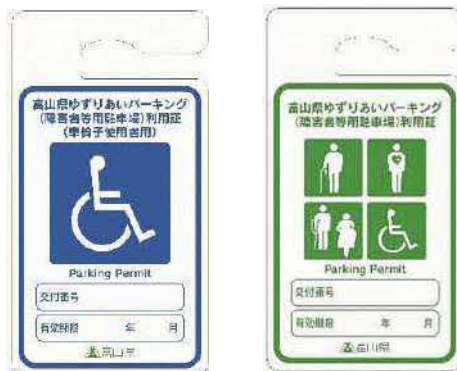 富山県ゆずりあいパーキング
(障害者等用駐車場)利用証
(車椅子使用者用)
Parking Permit
交付番号
有効期限 年 月
富山県
富山県ゆずりあいパーキング
(障害者等用駐車場)利用証
Parking Permit
交付番号
有効期限 年 月
富山県